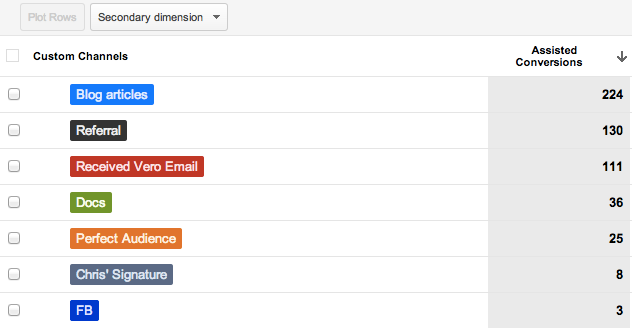 Plot Rows Secondary dimension
Custom Channels Assisted
Conversions
Blog articles 224
Referral 130
Received Vero Email 111
Docs 36
Perfect Audience 25
Chris' Signature 8
FB 3